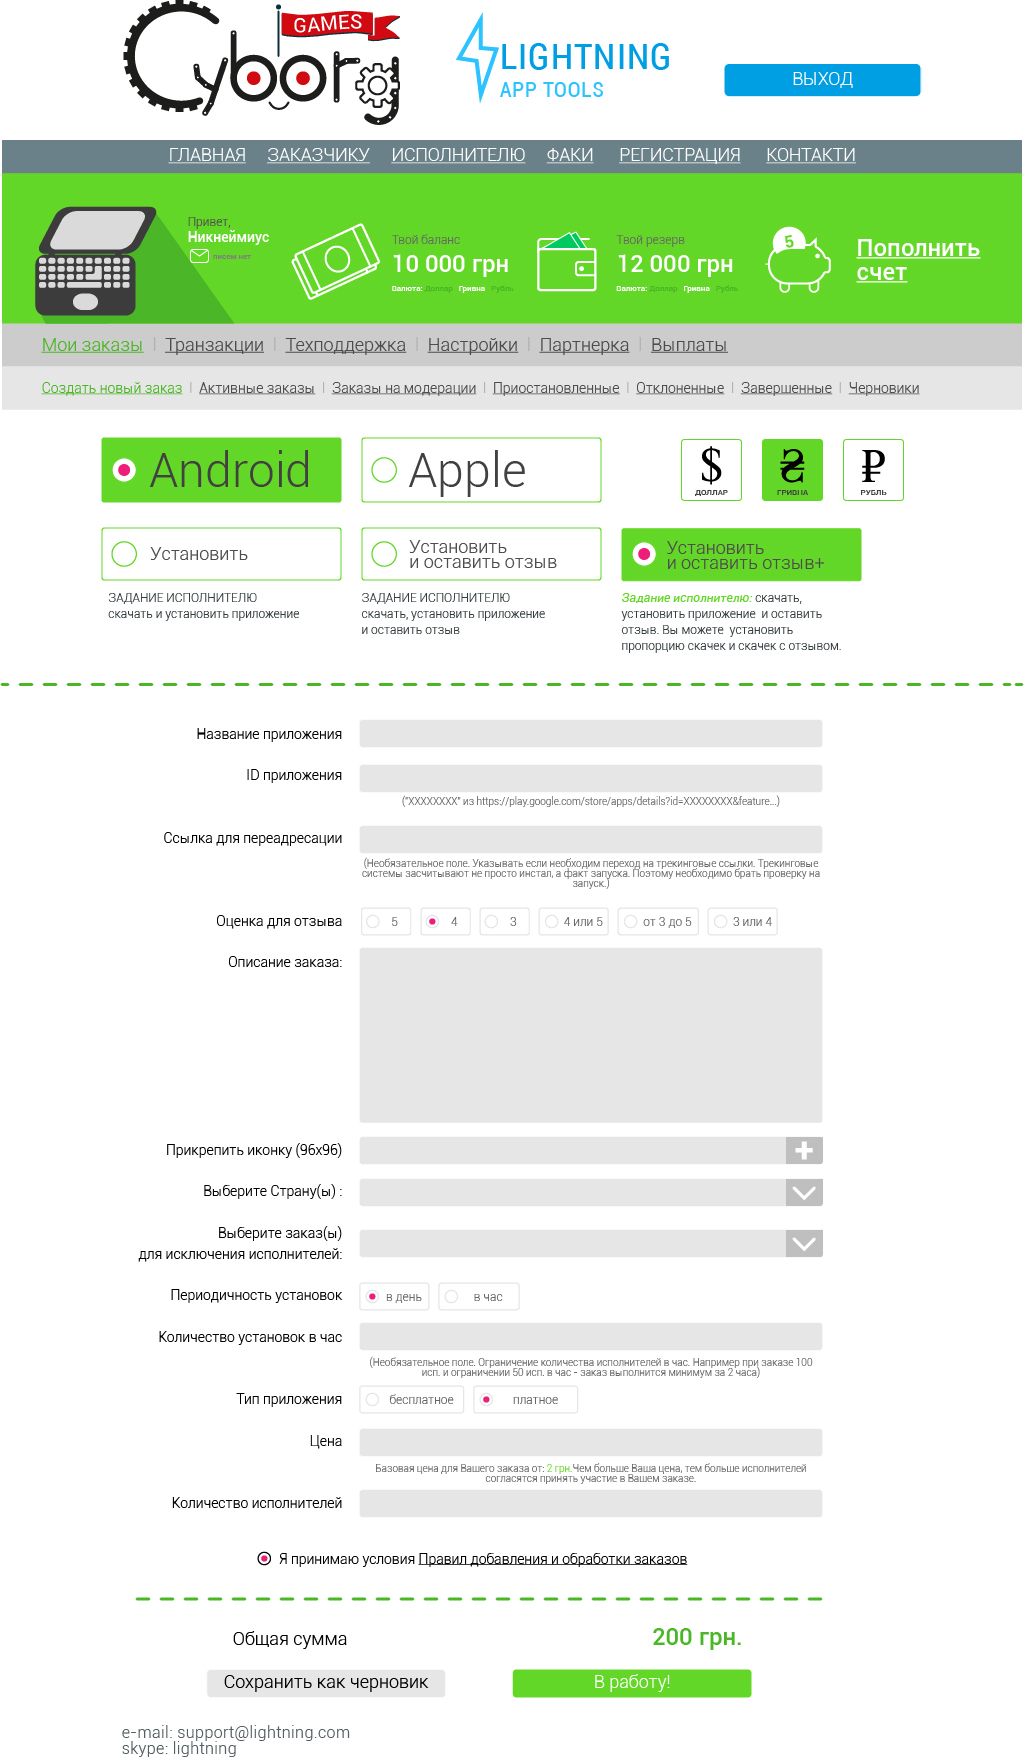 Cyborg GAMES
LIGHTNING
APP TOOLS
ВЫХОД
ГЛАВНАЯ ЗАКАЗЧИКУ ИСПОЛНИТЕЛЮ ФАКИ РЕГИСТРАЦИЯ КОНТАКТИ
Привет,
Никнеймиус
писем нет
Твой баланс
10 000 грн
Валюта: Доллар Гривна Рубль
Твой резерв
12 000 грн
Валюта: Доллар Гривна Рубль
5
Пополнить
счет
Мои заказы | Транзакции | Техподдержка | Настройки | Партнерка | Выплаты
Создать новый заказ | Активные заказы | Заказы на модерации | Приостановленные | Отклоненные | Завершенные | Черновики
Android
Apple
$
ДОЛЛАР
₴
ГРИВНА
₽
РУБЛЬ
Установить
ЗАДАНИЕ ИСПОЛНИТЕЛЮ
скачать и установить приложение
Установить
и оставить отзыв
ЗАДАНИЕ ИСПОЛНИТЕЛЮ
скачать, установить приложение
и оставить отзыв
Установить
и оставить отзыв+
Задание исполнителю: скачать,
установить приложение и оставить
отзыв. Вы можете установить
пропорцию скачек и скачек с отзывом.
Название приложения
ID приложения
("XXXXXXXX" из https://play.google.com/store/apps/details?id=XXXXXXXX&feature...)
Ссылка для переадресации
(Необязательное поле. Указывать если необходим переход на трекинговые ссылки. Трекинговые
системы засчитывают не просто инстал, а факт запуска. Поэтому необходимо брать проверку на
запуск.)
Оценка для отзыва 5 4 3 4 или 5 от 3 до 5 3 или 4
Описание заказа:
Прикрепить иконку (96х96)
Выберите Страну(ы) :
Выберите заказ(ы)
для исключения исполнителей:
Периодичность установок в день в час
Количество установок в час
(Необязательное поле. Ограничение количества исполнителей в час. Например при заказе 100
исп. и ограничении 50 исп. в час - заказ выполнится минимум за 2 часа)
Тип приложения бесплатное платное
Цена
Базовая цена для Вашего заказа от: 2 грн.Чем больше Ваша цена, тем больше исполнителей
согласятся принять участие в Вашем заказе.
Количество исполнителей
Я принимаю условия Правил добавления и обработки заказов
Общая сумма 200 грн.
Сохранить как черновик В работу!
e-mail: support@lightning.com
skype: lightning